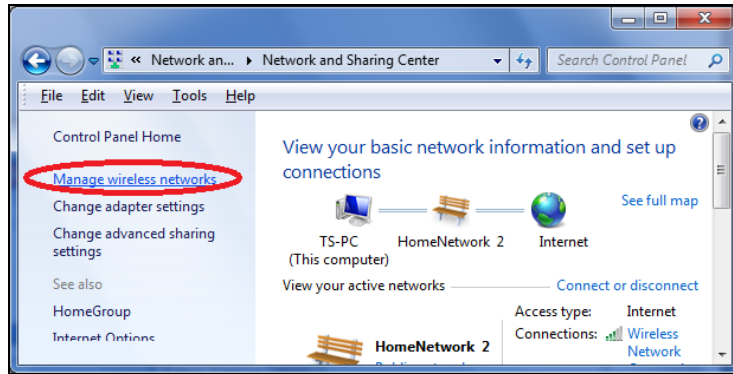 « Network an... ▸ Network and Sharing Center
Search Control Panel
File Edit View Tools Help
Control Panel Home
Manage wireless networks
Change adapter settings
Change advanced sharing
settings
See also
HomeGroup
Internet Options
View your basic network information and set up
connections
See full map
TS-PC
(This computer)
HomeNetwork 2
Internet
View your active networks
Connect or disconnect
HomeNetwork 2
Access type: Internet
Connections: Wireless
Network